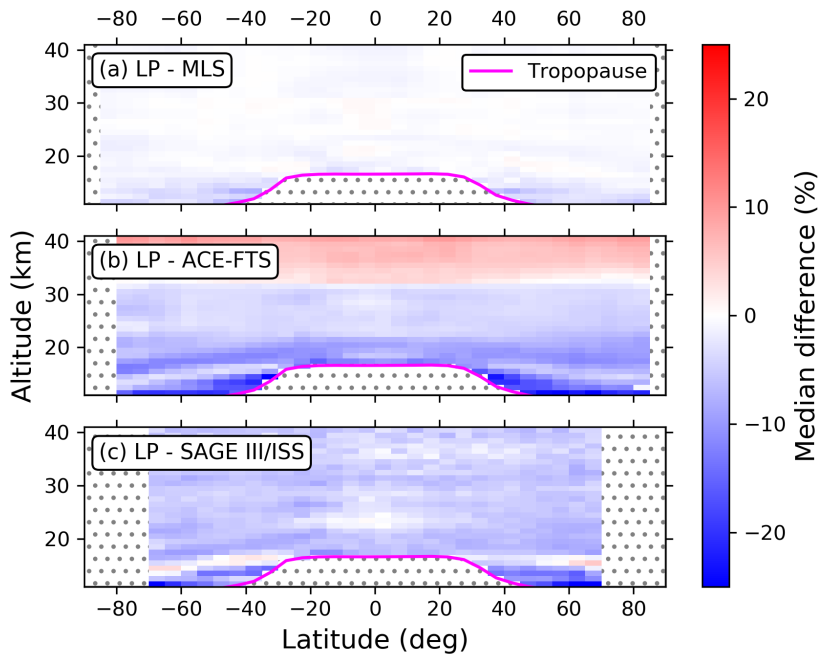 −80 −60 −40 −20 0 20 40 60 80
40
(a) LP - MLS
Tropopause
30
20
40
(b) LP - ACE-FTS
30
20
40
(c) LP - SAGE III/ISS
30
20
−80 −60 −40 −20 0 20 40 60 80
Latitude (deg)
Altitude (km)
20
10
0
−10
−20
Median difference (%)